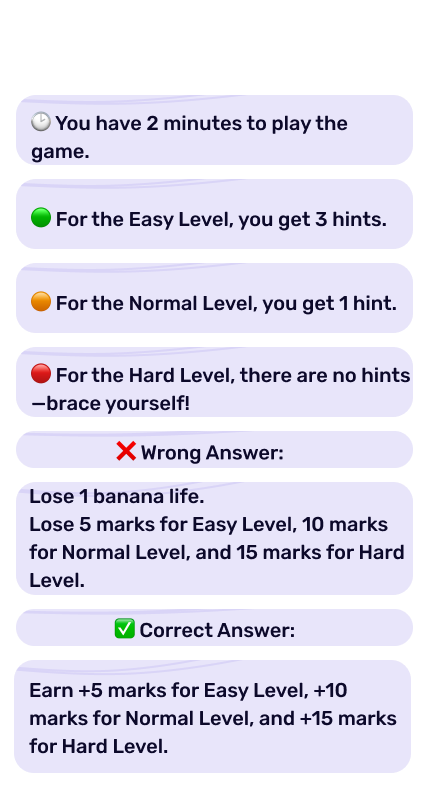 🕑 You have 2 minutes to play the
game.
🟢 For the Easy Level, you get 3 hints.
🟠 For the Normal Level, you get 1 hint.
🔴 For the Hard Level, there are no hints
—brace yourself!
❌ Wrong Answer:
Lose 1 banana life.
Lose 5 marks for Easy Level, 10 marks
for Normal Level, and 15 marks for Hard
Level.
✅ Correct Answer:
Earn +5 marks for Easy Level, +10
marks for Normal Level, and +15 marks
for Hard Level.